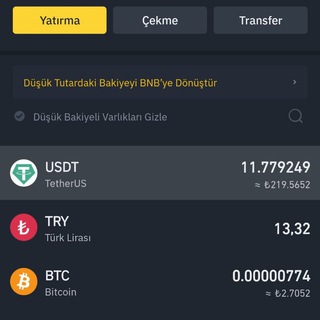 Yatırma
Çekme
Transfer
Düşük Tutardaki Bakiyeyi BNB'ye Dönüştür
Düşük Bakiyeli Varlıkları Gizle
USDT 11.779249
TetherUS ≈ ₺219.5652
TRY 13,32
Türk Lirası
BTC 0.00000774
Bitcoin ≈ ₺2.7052